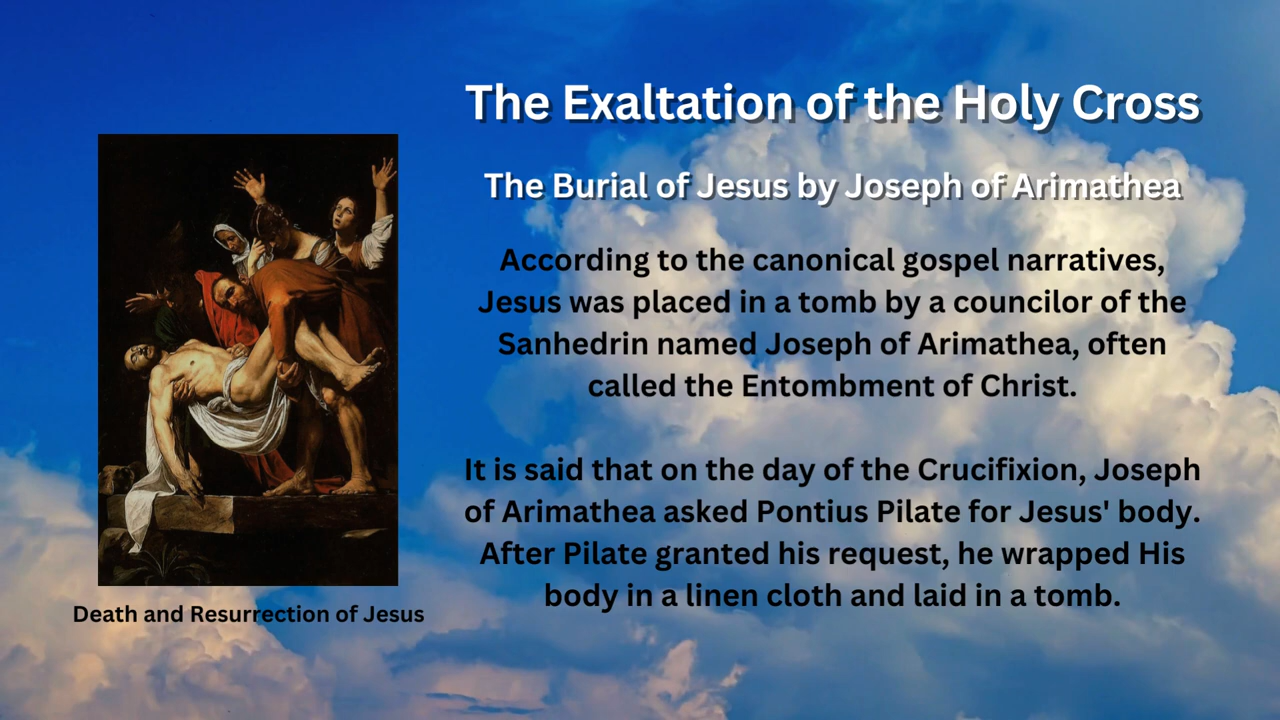 The Exaltation of the Holy Cross
The Burial of Jesus by Joseph of Arimathea
According to the canonical gospel narratives,
Jesus was placed in a tomb by a councilor of the
Sanhedrin named Joseph of Arimathea, often
called the Entombment of Christ.
It is said that on the day of the Crucifixion, Joseph
of Arimathea asked Pontius Pilate for Jesus' body.
After Pilate granted his request, he wrapped His
body in a linen cloth and laid in a tomb.
Death and Resurrection of Jesus